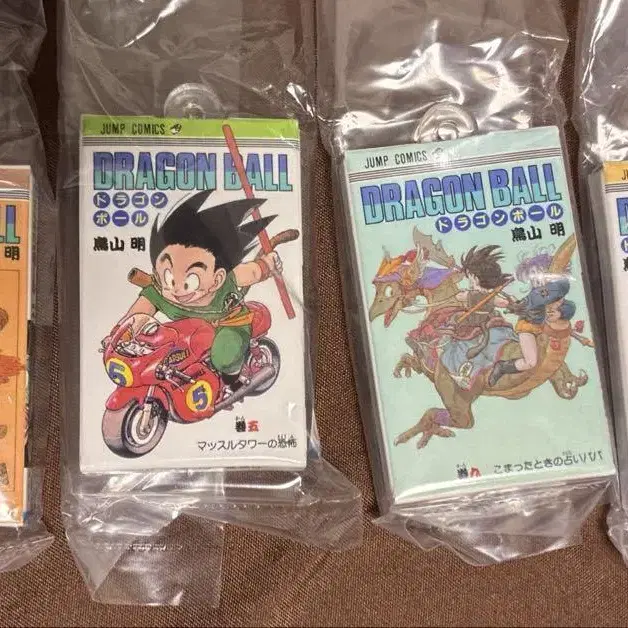 明
JUMP COMICS
DRAGON BALL
ドラゴン
ボール
鳥山 明
5
5
巻五
マッスルタワーの恐怖
JUMP COMICS
DRAGON BALL
ドラゴンボール
鳥山 明
巻九
こまったときの占いババ